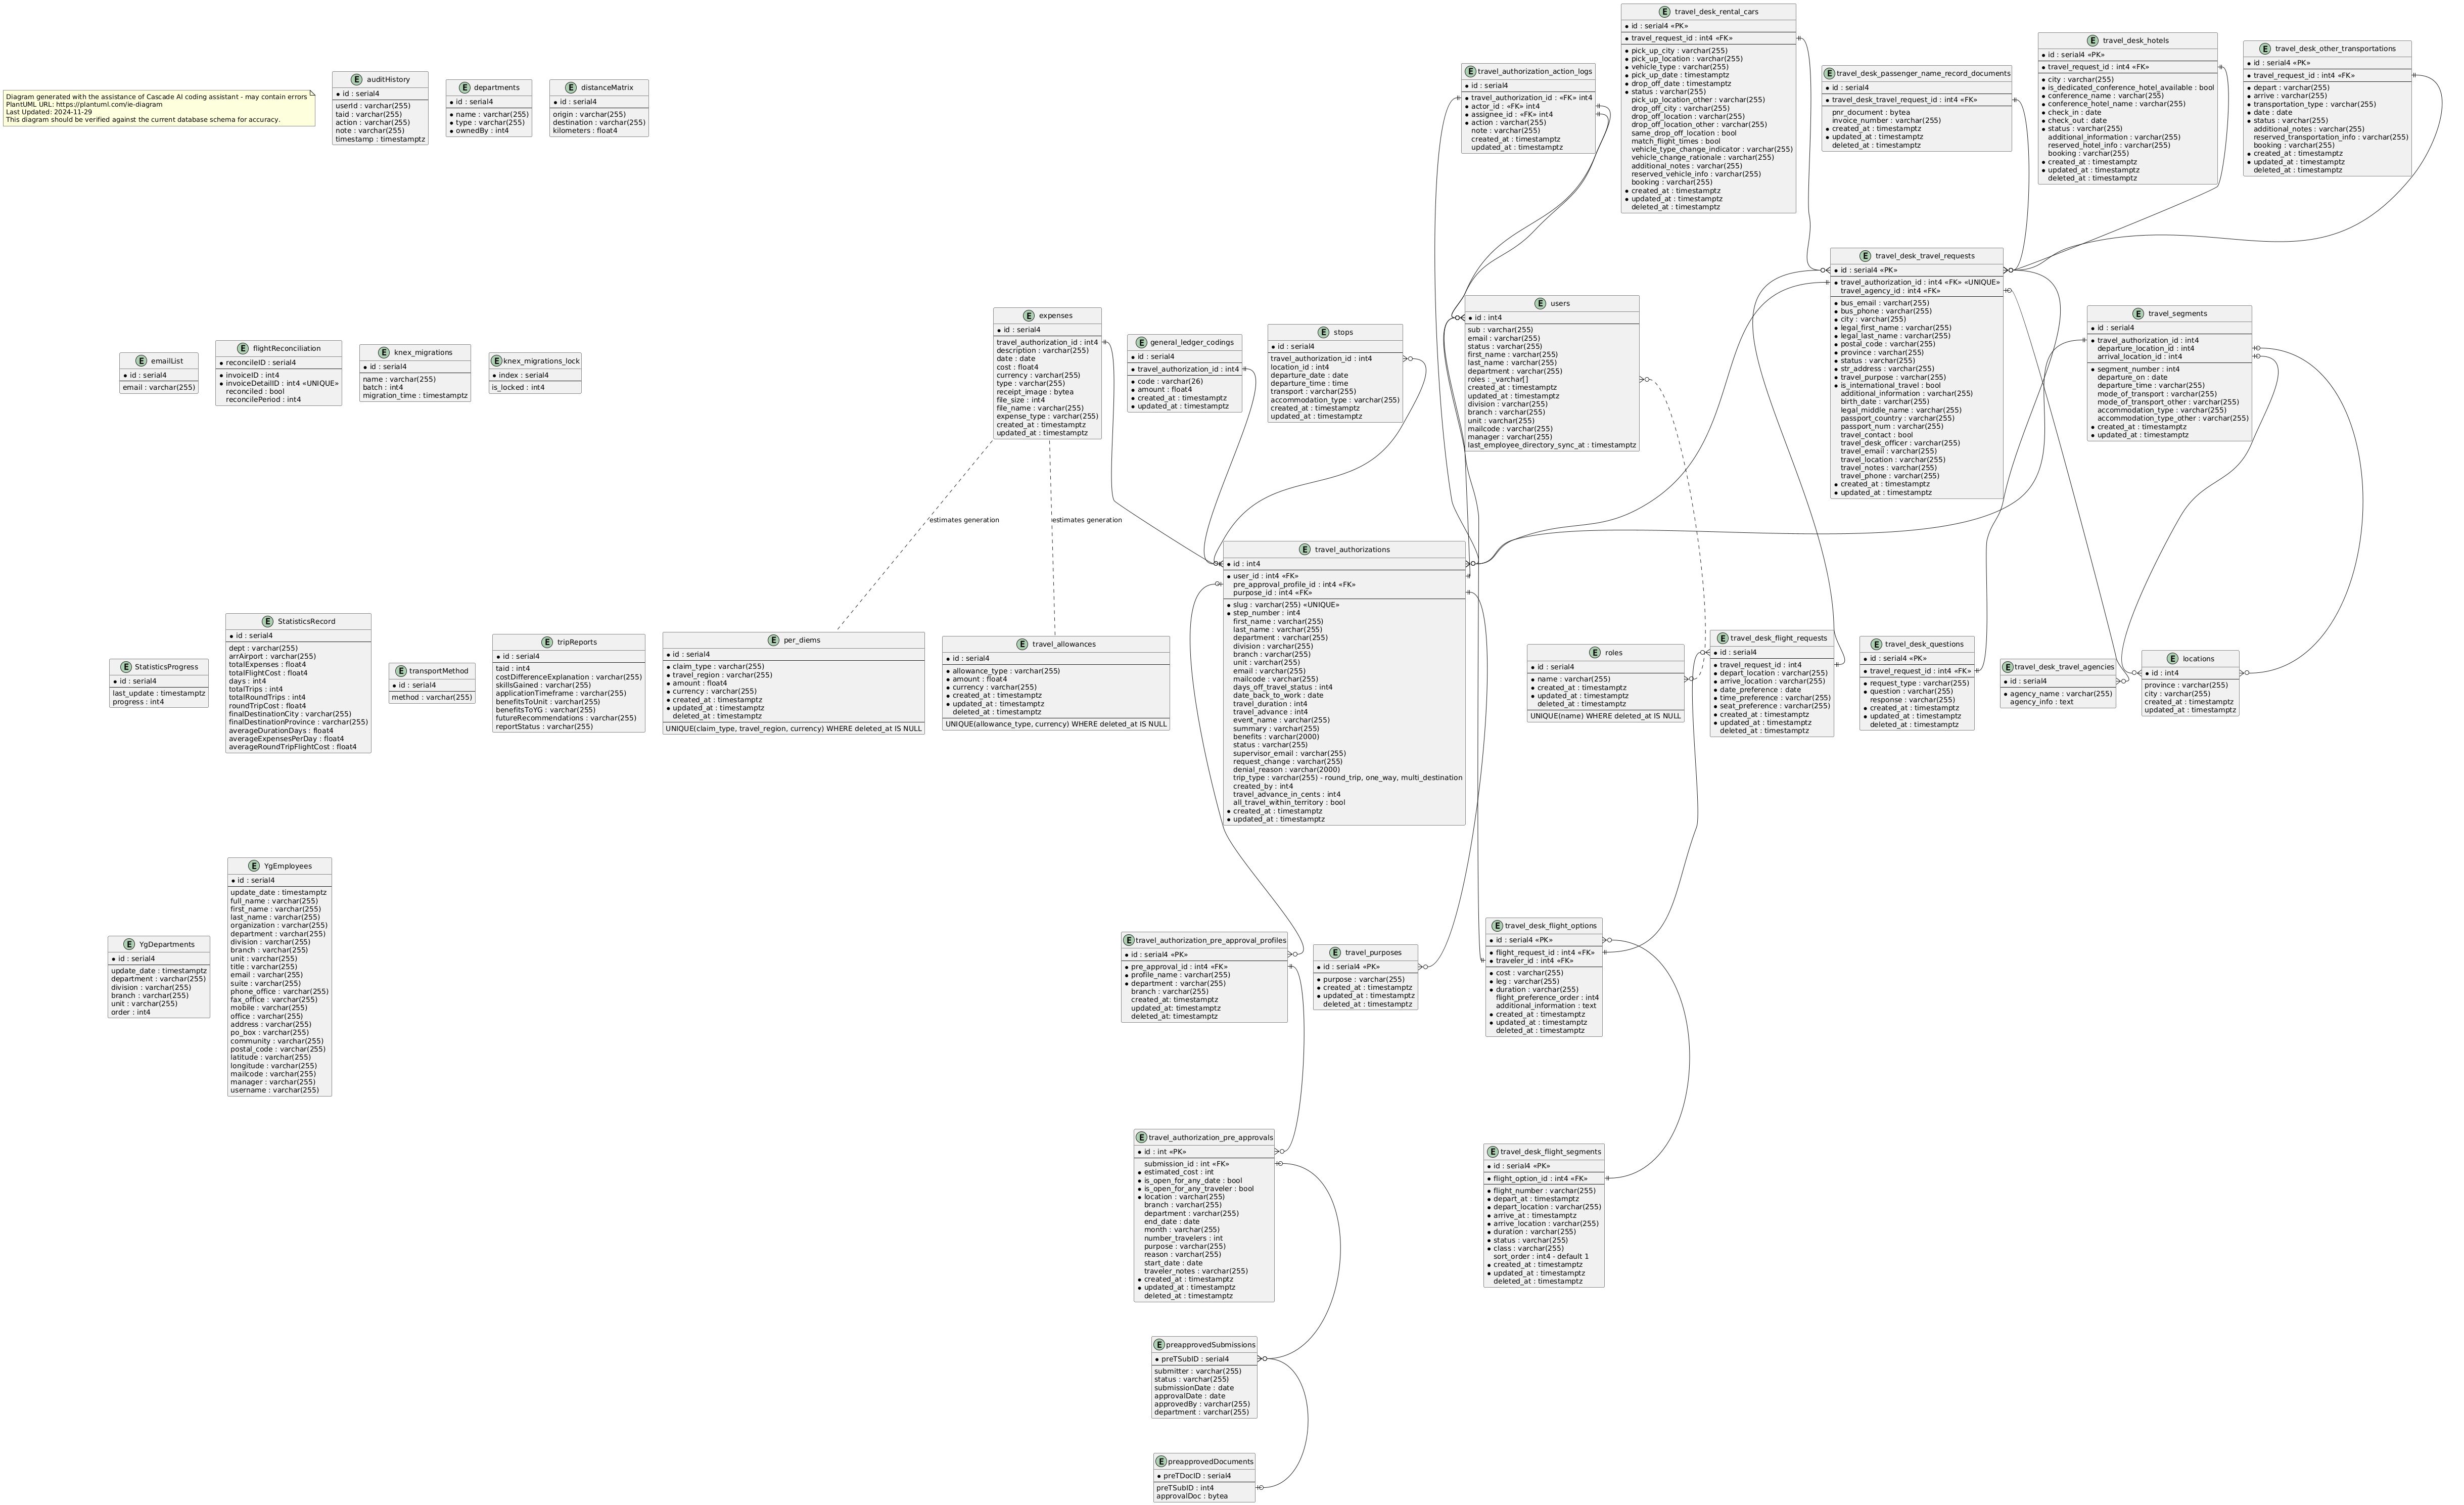 Diagram generated with the assistance of Cascade AI coding assistant - may contain errors
PlantUML URL: https://plantuml.com/ie-diagram
Last Updated: 2024-11-29
This diagram should be verified against the current database schema for accuracy.
E auditHistory
id : serial4
userId : varchar(255)
taid : varchar(255)
action : varchar(255)
note : varchar(255)
timestamp : timestamptz
E departments
id : serial4
name : varchar(255)
type : varchar(255)
ownedBy : int4
E distanceMatrix
id : serial4
origin : varchar(255)
destination : varchar(255)
kilometers : float4
E travel_authorization_action_logs
id : serial4
travel_authorization_id : «FK» int4
actor_id : «FK» int4
assignee_id : «FK» int4
action : varchar(255)
note : varchar(255)
created_at : timestamptz
updated_at : timestamptz
E travel_desk_rental_cars
id : serial4 «PK»
travel_request_id : int4 «FK»
pick_up_city : varchar(255)
pick_up_location : varchar(255)
vehicle_type : varchar(255)
pick_up_date : timestamptz
drop_off_date : timestamptz
status : varchar(255)
pick_up_location_other : varchar(255)
drop_off_city : varchar(255)
drop_off_location : varchar(255)
drop_off_location_other : varchar(255)
same_drop_off_location : bool
match_flight_times : bool
vehicle_type_change_indicator : varchar(255)
vehicle_change_rationale : varchar(255)
additional_notes : varchar(255)
reserved_vehicle_info : varchar(255)
booking : varchar(255)
created_at : timestamptz
updated_at : timestamptz
deleted_at : timestamptz
E travel_desk_passenger_name_record_documents
id : serial4
travel_desk_travel_request_id : int4 «FK»
pnr_document : bytea
invoice_number : varchar(255)
created_at : timestamptz
updated_at : timestamptz
deleted_at : timestamptz
E travel_desk_hotels
id : serial4 «PK»
travel_request_id : int4 «FK»
city : varchar(255)
is_dedicated_conference_hotel_available : bool
conference_name : varchar(255)
conference_hotel_name : varchar(255)
check_in : date
check_out : date
status : varchar(255)
additional_information : varchar(255)
reserved_hotel_info : varchar(255)
booking : varchar(255)
created_at : timestamptz
updated_at : timestamptz
deleted_at : timestamptz
E travel_desk_other_transportations
id : serial4 «PK»
travel_request_id : int4 «FK»
depart : varchar(255)
arrive : varchar(255)
transportation_type : varchar(255)
date : date
status : varchar(255)
additional_notes : varchar(255)
reserved_transportation_info : varchar(255)
booking : varchar(255)
created_at : timestamptz
updated_at : timestamptz
deleted_at : timestamptz
E emailList
id : serial4
email : varchar(255)
E flightReconciliation
reconcileID : serial4
invoiceID : int4
invoiceDetailID : int4 «UNIQUE»
reconciled : bool
reconcilePeriod : int4
E knex_migrations
id : serial4
name : varchar(255)
batch : int4
migration_time : timestamptz
E knex_migrations_lock
index : serial4
is_locked : int4
E expenses
id : serial4
travel_authorization_id : int4
description : varchar(255)
date : date
cost : float4
currency : varchar(255)
type : varchar(255)
receipt_image : bytea
file_size : int4
file_name : varchar(255)
expense_type : varchar(255)
created_at : timestamptz
updated_at : timestamptz
E general_ledger_codings
id : serial4
travel_authorization_id : int4
code : varchar(26)
amount : float4
created_at : timestamptz
updated_at : timestamptz
E stops
id : serial4
travel_authorization_id : int4
location_id : int4
departure_date : date
departure_time : time
transport : varchar(255)
accommodation_type : varchar(255)
created_at : timestamptz
updated_at : timestamptz
E users
id : int4
sub : varchar(255)
email : varchar(255)
status : varchar(255)
first_name : varchar(255)
last_name : varchar(255)
department : varchar(255)
roles : _varchar[]
created_at : timestamptz
updated_at : timestamptz
division : varchar(255)
branch : varchar(255)
unit : varchar(255)
mailcode : varchar(255)
manager : varchar(255)
last_employee_directory_sync_at : timestamptz
E travel_desk_travel_requests
id : serial4 «PK»
travel_authorization_id : int4 «FK» «UNIQUE»
travel_agency_id : int4 «FK»
bus_email : varchar(255)
bus_phone : varchar(255)
city : varchar(255)
legal_first_name : varchar(255)
legal_last_name : varchar(255)
postal_code : varchar(255)
province : varchar(255)
status : varchar(255)
str_address : varchar(255)
travel_purpose : varchar(255)
is_international_travel : bool
additional_information : varchar(255)
birth_date : varchar(255)
legal_middle_name : varchar(255)
passport_country : varchar(255)
passport_num : varchar(255)
travel_contact : bool
travel_desk_officer : varchar(255)
travel_email : varchar(255)
travel_location : varchar(255)
travel_notes : varchar(255)
travel_phone : varchar(255)
created_at : timestamptz
updated_at : timestamptz
E travel_segments
id : serial4
travel_authorization_id : int4
departure_location_id : int4
arrival_location_id : int4
segment_number : int4
departure_on : date
departure_time : varchar(255)
mode_of_transport : varchar(255)
mode_of_transport_other : varchar(255)
accommodation_type : varchar(255)
accommodation_type_other : varchar(255)
created_at : timestamptz
updated_at : timestamptz
estimates generation
estimates generation
E StatisticsProgress
id : serial4
last_update : timestamptz
progress : int4
E StatisticsRecord
id : serial4
dept : varchar(255)
arrAirport : varchar(255)
totalExpenses : float4
totalFlightCost : float4
days : int4
totalTrips : int4
totalRoundTrips : int4
roundTripCost : float4
finalDestinationCity : varchar(255)
finalDestinationProvince : varchar(255)
averageDurationDays : float4
averageExpensesPerDay : float4
averageRoundTripFlightCost : float4
E transportMethod
id : serial4
method : varchar(255)
E tripReports
id : serial4
taid : int4
costDifferenceExplanation : varchar(255)
skillsGained : varchar(255)
applicationTimeframe : varchar(255)
benefitsToUnit : varchar(255)
benefitsToYG : varchar(255)
futureRecommendations : varchar(255)
reportStatus : varchar(255)
E per_diems
id : serial4
claim_type : varchar(255)
travel_region : varchar(255)
amount : float4
currency : varchar(255)
created_at : timestamptz
updated_at : timestamptz
deleted_at : timestamptz
UNIQUE(claim_type, travel_region, currency) WHERE deleted_at IS NULL
E travel_allowances
id : serial4
allowance_type : varchar(255)
amount : float4
currency : varchar(255)
created_at : timestamptz
updated_at : timestamptz
deleted_at : timestamptz
UNIQUE(allowance_type, currency) WHERE deleted_at IS NULL
E travel_authorizations
id : int4
user_id : int4 «FK»
pre_approval_profile_id : int4 «FK»
purpose_id : int4 «FK»
slug : varchar(255) «UNIQUE»
step_number : int4
first_name : varchar(255)
last_name : varchar(255)
department : varchar(255)
division : varchar(255)
branch : varchar(255)
unit : varchar(255)
email : varchar(255)
mailcode : varchar(255)
days_off_travel_status : int4
date_back_to_work : date
travel_duration : int4
travel_advance : int4
event_name : varchar(255)
summary : varchar(255)
benefits : varchar(2000)
status : varchar(255)
supervisor_email : varchar(255)
request_change : varchar(255)
denial_reason : varchar(2000)
trip_type : varchar(255) - round_trip, one_way, multi_destination
created_by : int4
travel_advance_in_cents : int4
all_travel_within_territory : bool
created_at : timestamptz
updated_at : timestamptz
E roles
id : serial4
name : varchar(255)
created_at : timestamptz
updated_at : timestamptz
deleted_at : timestamptz
UNIQUE(name) WHERE deleted_at IS NULL
E travel_desk_flight_requests
id : serial4
travel_request_id : int4
depart_location : varchar(255)
arrive_location : varchar(255)
date_preference : date
time_preference : varchar(255)
seat_preference : varchar(255)
created_at : timestamptz
updated_at : timestamptz
deleted_at : timestamptz
E travel_desk_questions
id : serial4 «PK»
travel_request_id : int4 «FK»
request_type : varchar(255)
question : varchar(255)
response : varchar(255)
created_at : timestamptz
updated_at : timestamptz
deleted_at : timestamptz
E travel_desk_travel_agencies
id : serial4
agency_name : varchar(255)
agency_info : text
E locations
id : int4
province : varchar(255)
city : varchar(255)
created_at : timestamptz
updated_at : timestamptz
E YgDepartments
id : serial4
update_date : timestamptz
department : varchar(255)
division : varchar(255)
branch : varchar(255)
unit : varchar(255)
order : int4
E YgEmployees
id : serial4
update_date : timestamptz
full_name : varchar(255)
first_name : varchar(255)
last_name : varchar(255)
organization : varchar(255)
department : varchar(255)
division : varchar(255)
branch : varchar(255)
unit : varchar(255)
title : varchar(255)
email : varchar(255)
suite : varchar(255)
phone_office : varchar(255)
fax_office : varchar(255)
mobile : varchar(255)
office : varchar(255)
address : varchar(255)
po_box : varchar(255)
community : varchar(255)
postal_code : varchar(255)
latitude : varchar(255)
longitude : varchar(255)
mailcode : varchar(255)
manager : varchar(255)
username : varchar(255)
E travel_authorization_pre_approval_profiles
id : serial4 «PK»
pre_approval_id : int4 «FK»
profile_name : varchar(255)
department : varchar(255)
branch : varchar(255)
created_at: timestamptz
updated_at: timestamptz
deleted_at: timestamptz
E travel_purposes
id : serial4 «PK»
purpose : varchar(255)
created_at : timestamptz
updated_at : timestamptz
deleted_at : timestamptz
E travel_desk_flight_options
id : serial4 «PK»
flight_request_id : int4 «FK»
traveler_id : int4 «FK»
cost : varchar(255)
leg : varchar(255)
duration : varchar(255)
flight_preference_order : int4
additional_information : text
created_at : timestamptz
updated_at : timestamptz
deleted_at : timestamptz
E travel_authorization_pre_approvals
id : int «PK»
submission_id : int «FK»
estimated_cost : int
is_open_for_any_date : bool
is_open_for_any_traveler : bool
location : varchar(255)
branch : varchar(255)
department : varchar(255)
end_date : date
month : varchar(255)
number_travelers : int
purpose : varchar(255)
reason : varchar(255)
start_date : date
traveler_notes : varchar(255)
created_at : timestamptz
updated_at : timestamptz
deleted_at : timestamptz
E travel_desk_flight_segments
id : serial4 «PK»
flight_option_id : int4 «FK»
flight_number : varchar(255)
depart_at : timestamptz
depart_location : varchar(255)
arrive_at : timestamptz
arrive_location : varchar(255)
duration : varchar(255)
status : varchar(255)
class : varchar(255)
sort_order : int4 - default 1
created_at : timestamptz
updated_at : timestamptz
deleted_at : timestamptz
E preapprovedSubmissions
preTSubID : serial4
submitter : varchar(255)
status : varchar(255)
submissionDate : date
approvalDate : date
approvedBy : varchar(255)
department : varchar(255)
E preapprovedDocuments
preTDocID : serial4
preTSubID : int4
approvalDoc : bytea